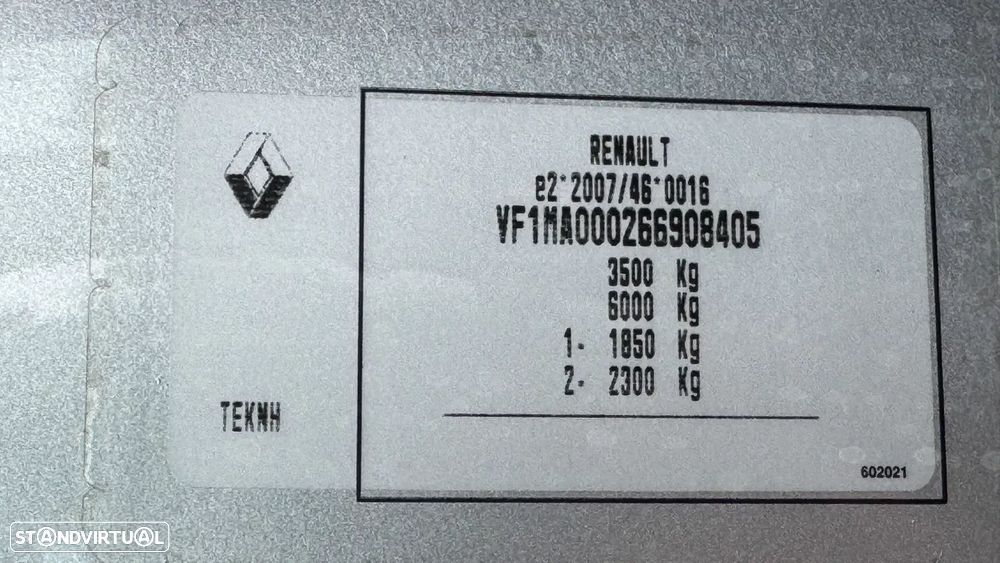 RENAULT
e2*2007/46*0016
VF1MA000266908405
3500 Kg
6000 Kg
1- 1850 Kg
2- 2300 Kg
TEKNH
602021
STANDVIRTUAL